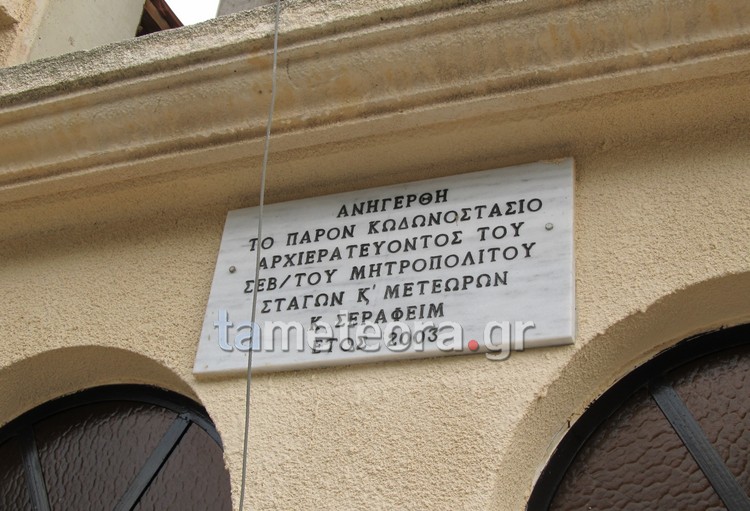 ΑΝΗΓΕΡΘΗ
ΤΟ ΠΑΡΟΝ ΚΩΔΩΝΟΣΤΑΣΙΟ
ΑΡΧΙΕΡΑΤΕΥΟΝΤΟΣ ΤΟΥ
ΣΕΒ/ΤΟΥ ΜΗΤΡΟΠΟΛΙΤΟΥ
ΣΤΑΓΩΝ Κ' ΜΕΤΕΩΡΩΝ
Κ. ΣΕΡΑΦΕΙΜ
ΕΤΟΣ 2003
tameteora.gr